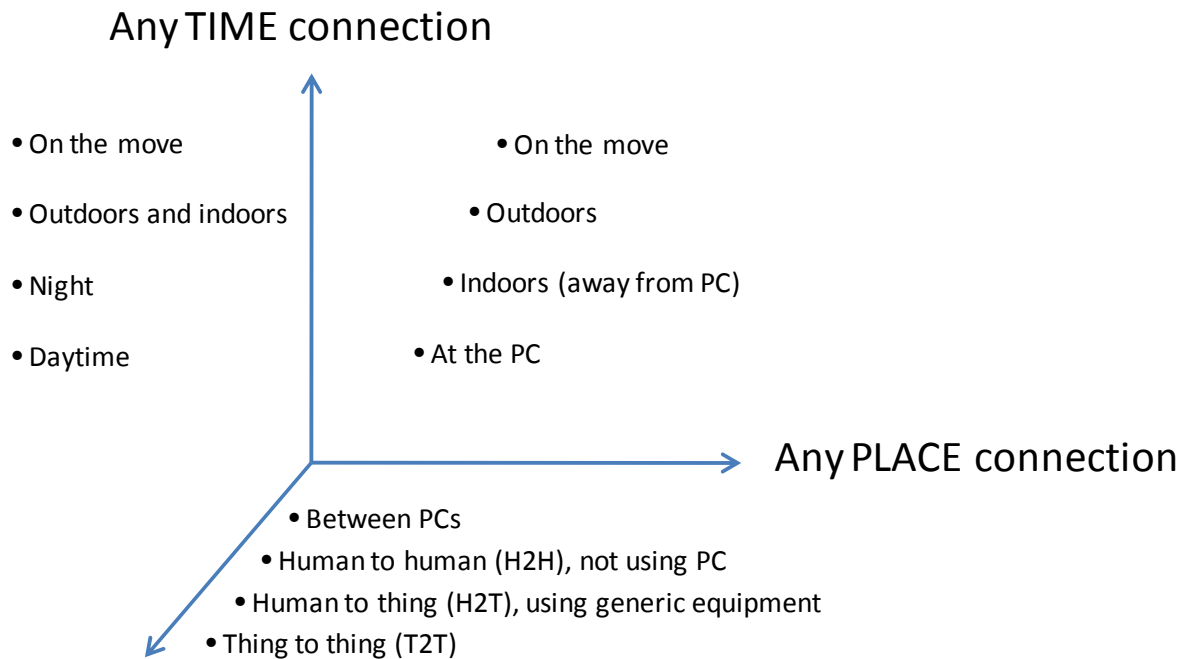 Any TIME connection
• On the move
• Outdoors and indoors
• Night
• Daytime
• On the move
• Outdoors
• Indoors (away from PC)
• At the PC
Any PLACE connection
• Between PCs
• Human to human (H2H), not using PC
• Human to thing (H2T), using generic equipment
• Thing to thing (T2T)